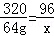 320/64g = 96/x